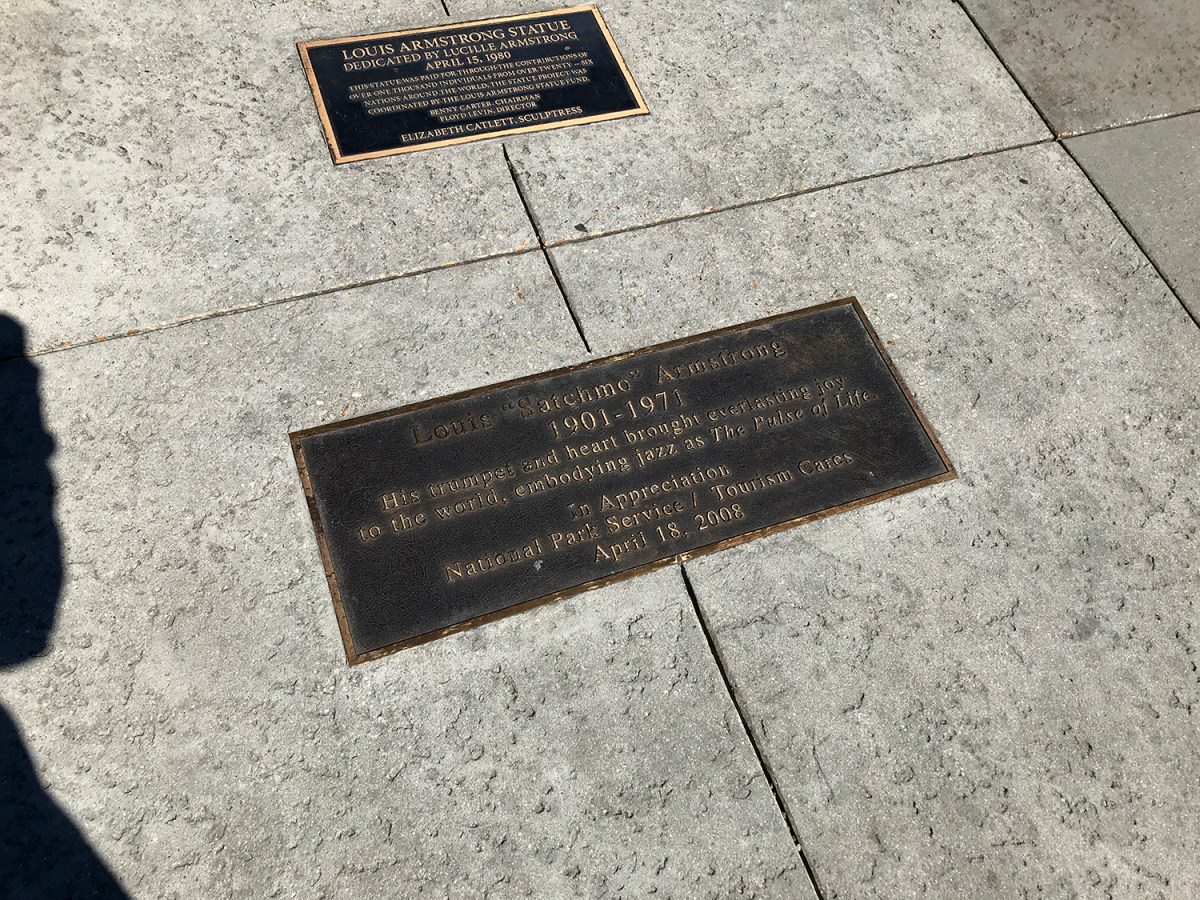 LOUIS ARMSTRONG STATUE
DEDICATED BY LUCILLE ARMSTRONG
APRIL 15, 1980
THIS STATUE WAS PAID FOR THROUGH THE CONTRIBUTIONS OF
OVER ONE THOUSAND INDIVIDUALS FROM OVER TWENTY – SIX
NATIONS AROUND THE WORLD, THE STATUE PROJECT WAS
COORDINATED BY THE LOUIS ARMSTRONG STATUE FUND.
BENNY CARTER, CHAIRMAN
FLOYD LEVIN, DIRECTOR
ELIZABETH CATLETT, SCULPTRESS
Louis "Satchmo" Armstrong
1901-1971
His trumpet and heart brought everlasting joy
to the world, embodying jazz as The Pulse of Life.
In Appreciation
National Park Service / Tourism Cares
April 18, 2008